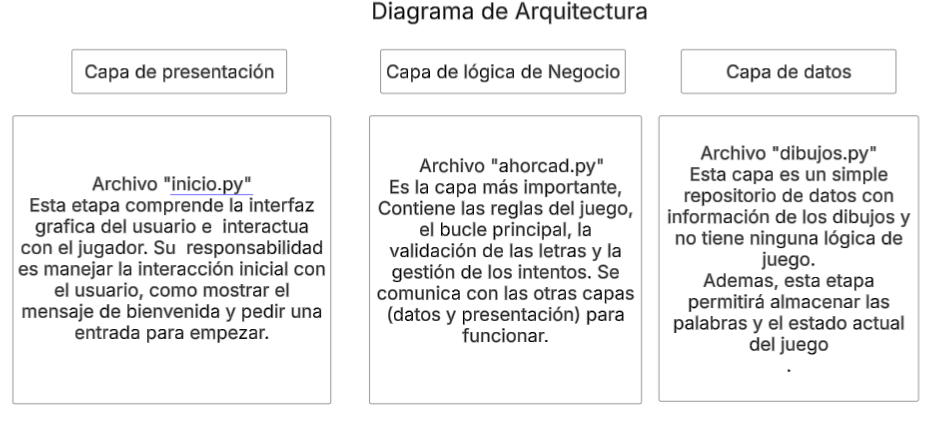 Diagrama de Arquitectura
Capa de presentación
Capa de lógica de Negocio
Capa de datos
Archivo "inicio.py"
Esta etapa comprende la interfaz
grafica del usuario e  interactua
con el jugador. Su  responsabilidad
es manejar la interacción inicial con
el usuario, como mostrar el
mensaje de bienvenida y pedir una
entrada para empezar.
Archivo "ahorcad.py"
Es la capa más importante,
Contiene las reglas del juego,
el bucle principal, la
validación de las letras y la
gestión de los intentos. Se
comunica con las otras capas
(datos y presentación) para
funcionar.
Archivo "dibujos.py"
Esta capa es un simple
repositorio de datos con
información de los dibujos y
no tiene ninguna lógica de
juego.
Ademas, esta etapa
permitirá almacenar las
palabras y el estado actual
del juego
.